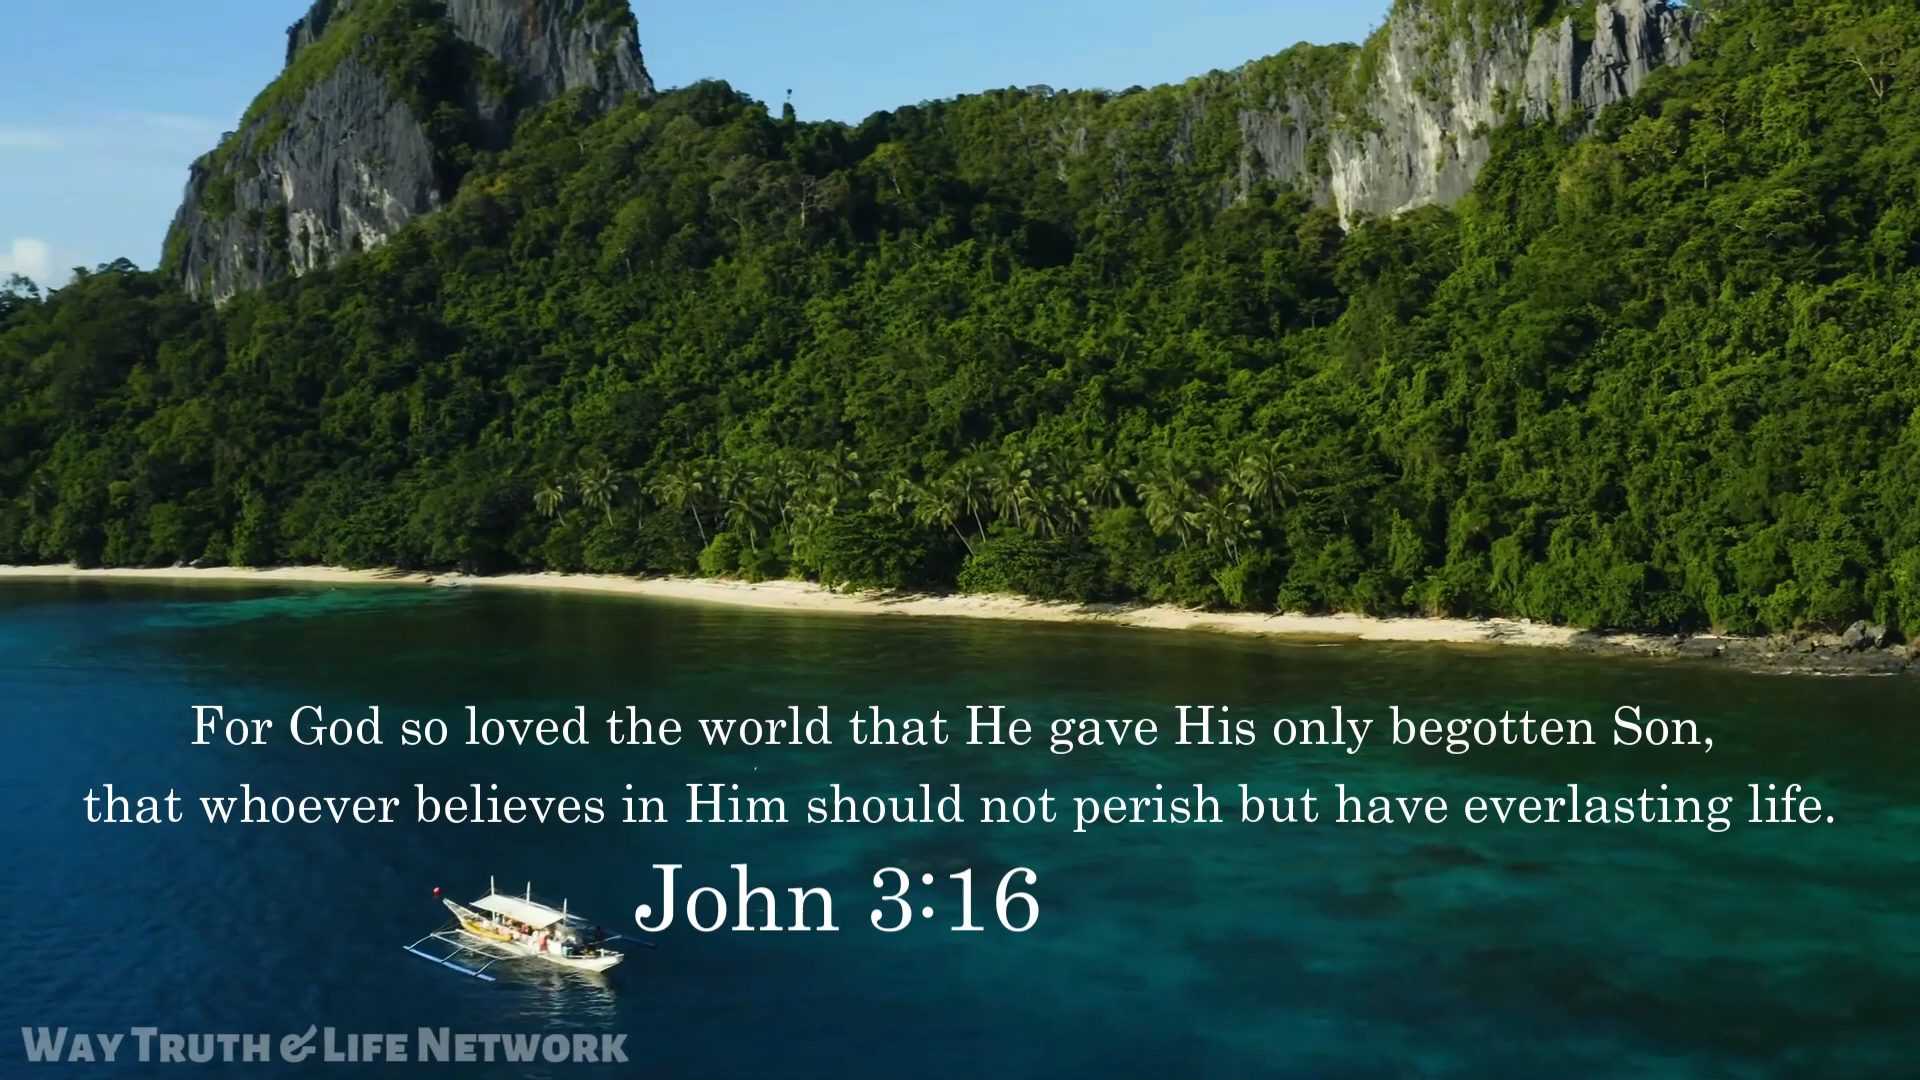 For God so loved the world that He gave His only begotten Son,
that whoever believes in Him should not perish but have everlasting life.
John 3:16
WAY TRUTH & LIFE NETWORK